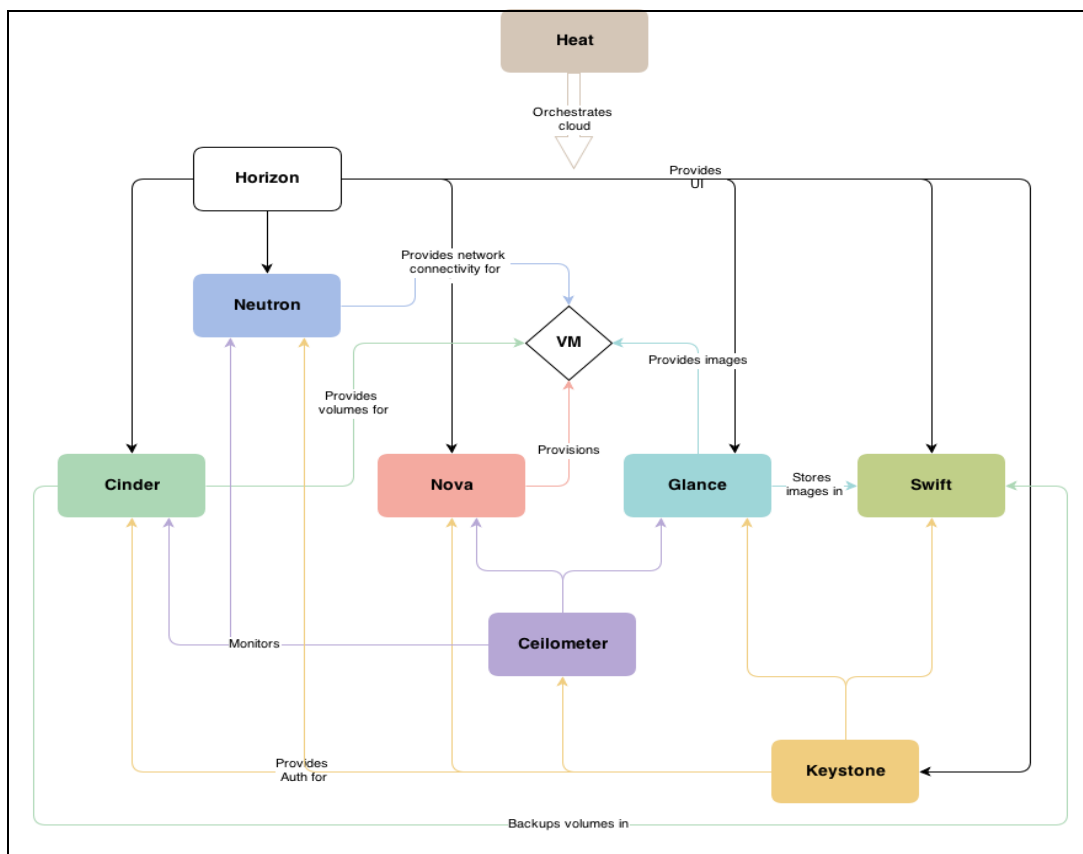 Heat
Orchestrates
cloud
Horizon
Provides
UI
Provides network
connectivity for
Neutron
VM
Provides images
Provides
volumes for
Provisions
Cinder
Nova
Glance
Stores
images in
Swift
Ceilometer
Monitors
Provides
Auth for
Keystone
Backups volumes in